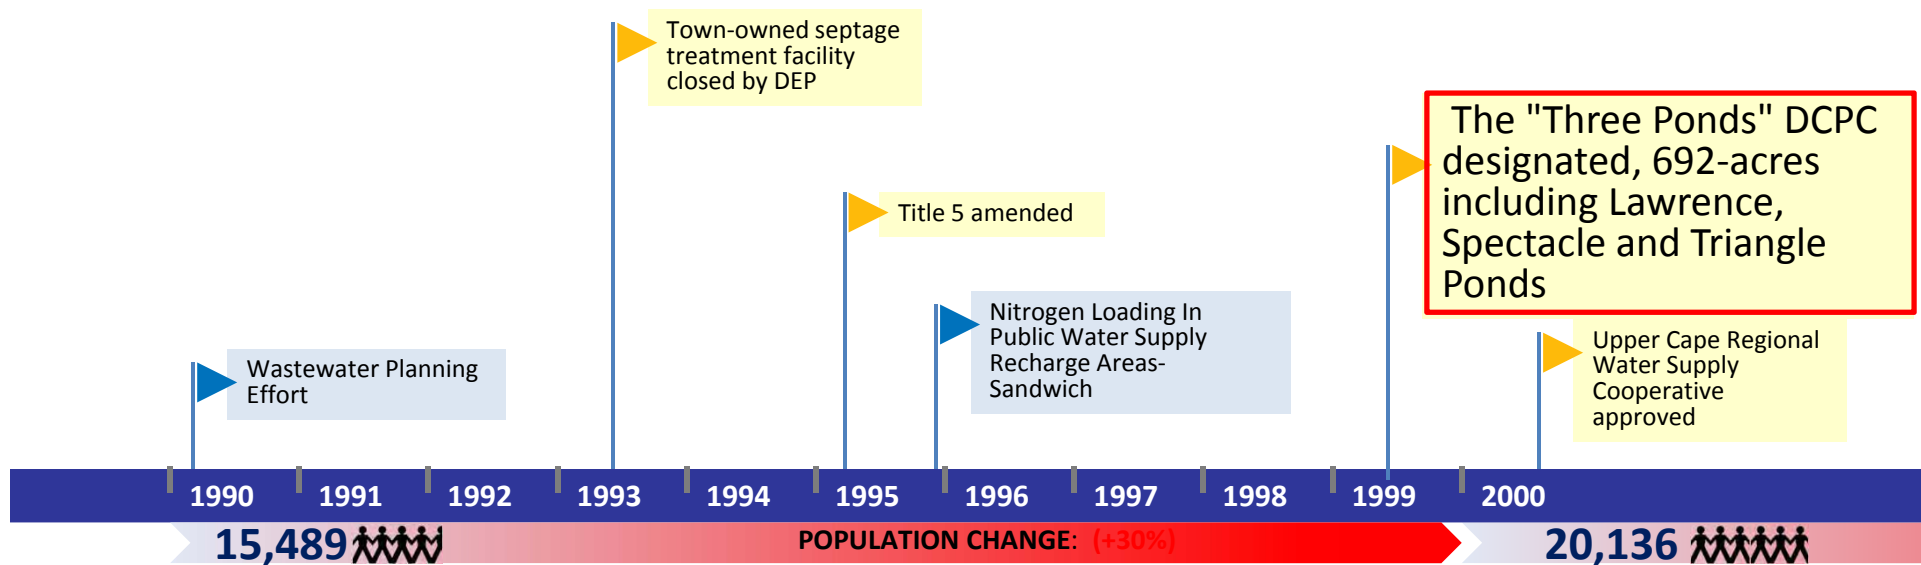 Town-owned septage
treatment facility
closed by DEP
The "Three Ponds" DCPC
designated, 692-acres
including Lawrence,
Spectacle and Triangle
Ponds
Title 5 amended
Nitrogen Loading In
Public Water Supply
Recharge Areas-
Sandwich
Upper Cape Regional
Water Supply
Cooperative
approved
Wastewater Planning
Effort
1990 1991 1992 1993 1994 1995 1996 1997 1998 1999 2000
15,489 POPULATION CHANGE: (+30%) 20,136